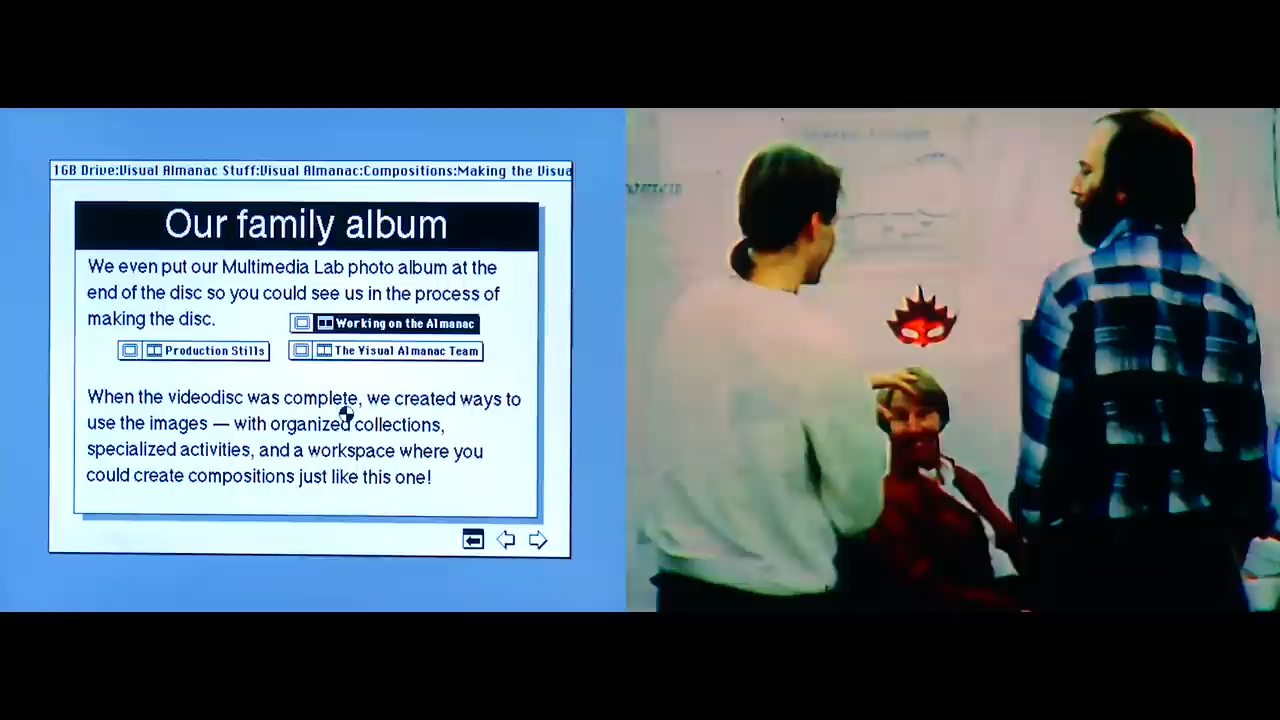 1GB Drive:Visual Almanac Stuff:Visual Almanac:Compositions:Making the Visua
Our family album
We even put our Multimedia Lab photo album at the
end of the disc so you could see us in the process of
making the disc.
Working on the Almanac
Production Stills
The Visual Almanac Team
When the videodisc was complete, we created ways to
use the images — with organized collections,
specialized activities, and a workspace where you
could create compositions just like this one!